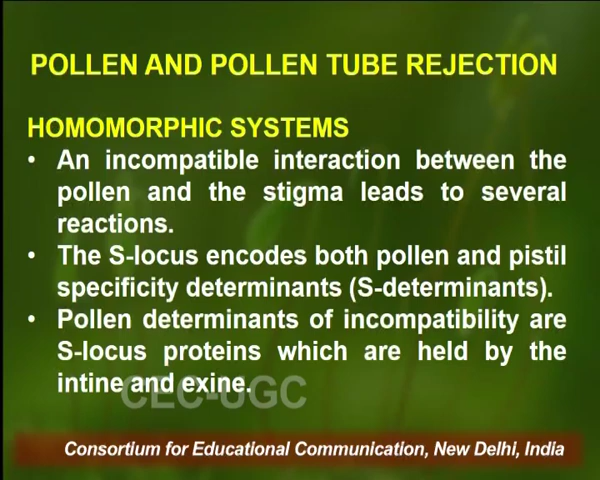 POLLEN AND POLLEN TUBE REJECTION
HOMOMORPHIC SYSTEMS
• An incompatible interaction between the
pollen and the stigma leads to several
reactions.
• The S-locus encodes both pollen and pistil
specificity determinants (S-determinants).
• Pollen determinants of incompatibility are
S-locus proteins which are held by the
intine and exine.
CEC-UGC
Consortium for Educational Communication, New Delhi, India